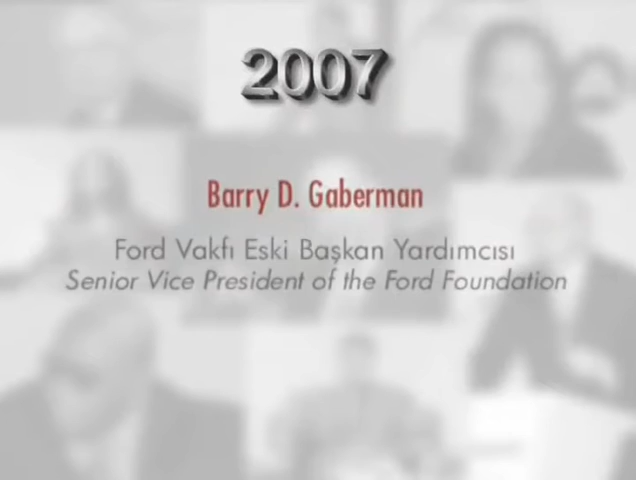 2007
Barry D. Gaberman
Ford Vakfı Eski Başkan Yardımcısı
Senior Vice President of the Ford Foundation